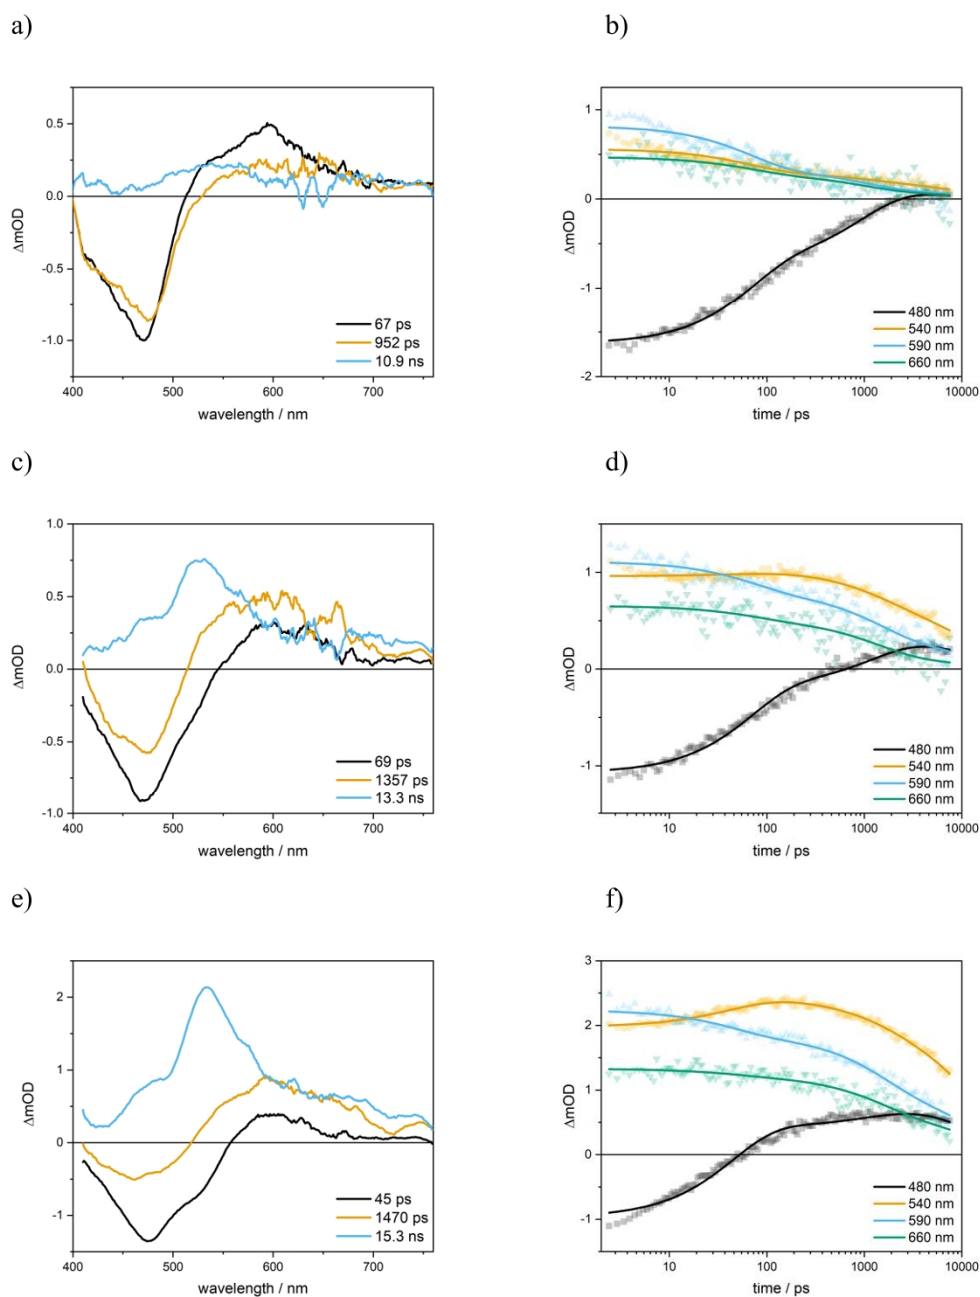 a)
b)
0.5
0.0
-0.5
-1.0
ΔmOD
400
500
600
700
wavelength / nm
67 ps
952 ps
10.9 ns
1
0
-1
-2
ΔmOD
10
100
1000
10000
time / ps
480 nm
540 nm
590 nm
660 nm
c)
d)
1.0
0.5
0.0
-0.5
-1.0
ΔmOD
400
500
600
700
wavelength / nm
69 ps
1357 ps
13.3 ns
1
0
-1
ΔmOD
10
100
1000
10000
time / ps
480 nm
540 nm
590 nm
660 nm
e)
f)
2
1
0
-1
ΔmOD
400
500
600
700
wavelength / nm
45 ps
1470 ps
15.3 ns
3
2
1
0
-1
ΔmOD
10
100
1000
10000
time / ps
480 nm
540 nm
590 nm
660 nm